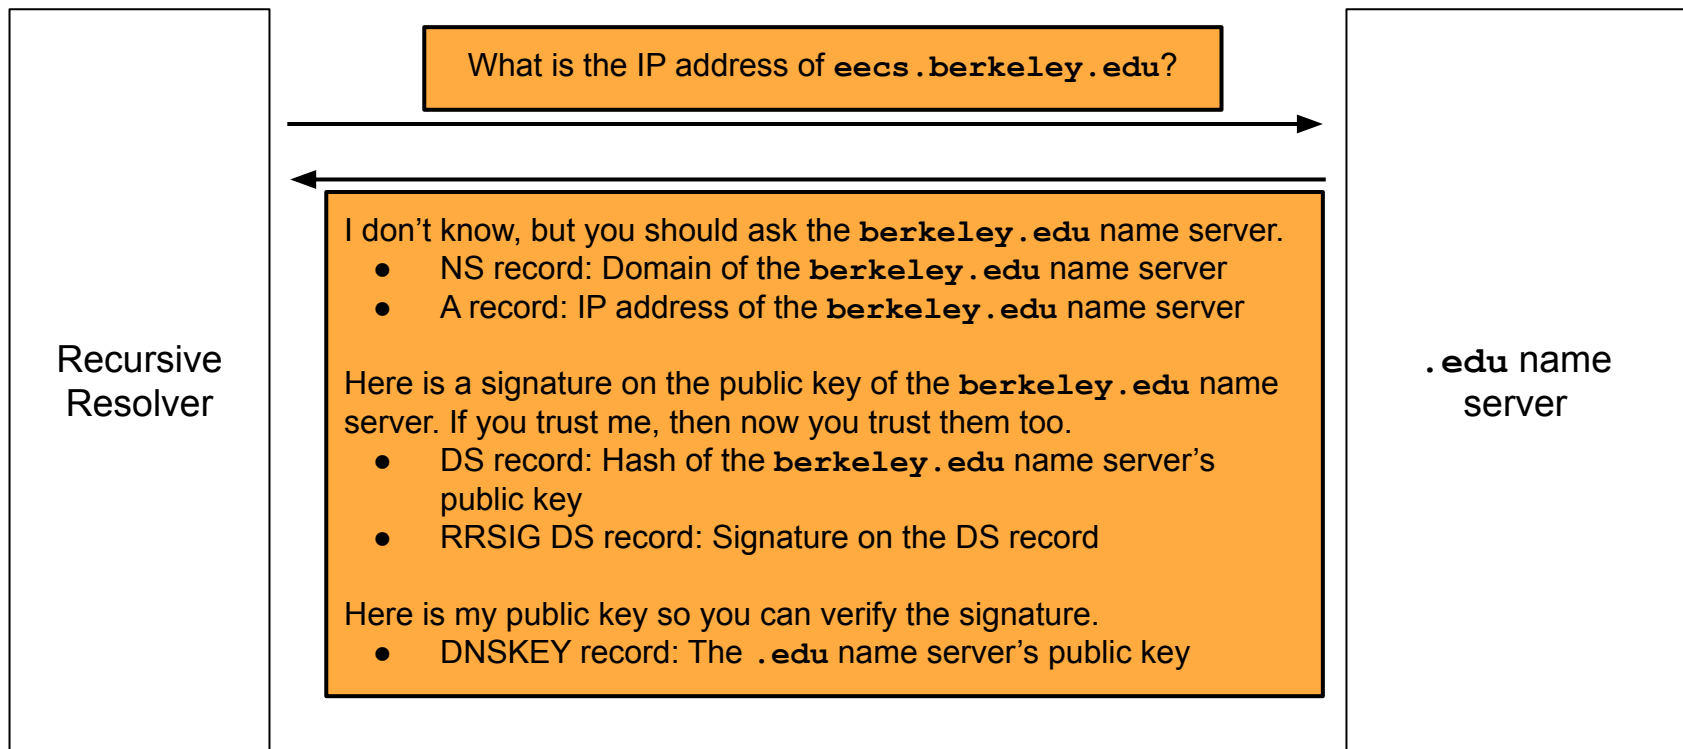 What is the IP address of eecs.berkeley.edu?
I don’t know, but you should ask the berkeley.edu name server.
● NS record: Domain of the berkeley.edu name server
● A record: IP address of the berkeley.edu name server
Here is a signature on the public key of the berkeley.edu name
server. If you trust me, then now you trust them too.
● DS record: Hash of the berkeley.edu name server’s
public key
● RRSIG DS record: Signature on the DS record
Here is my public key so you can verify the signature.
● DNSKEY record: The .edu name server’s public key
Recursive
Resolver
.edu name
server